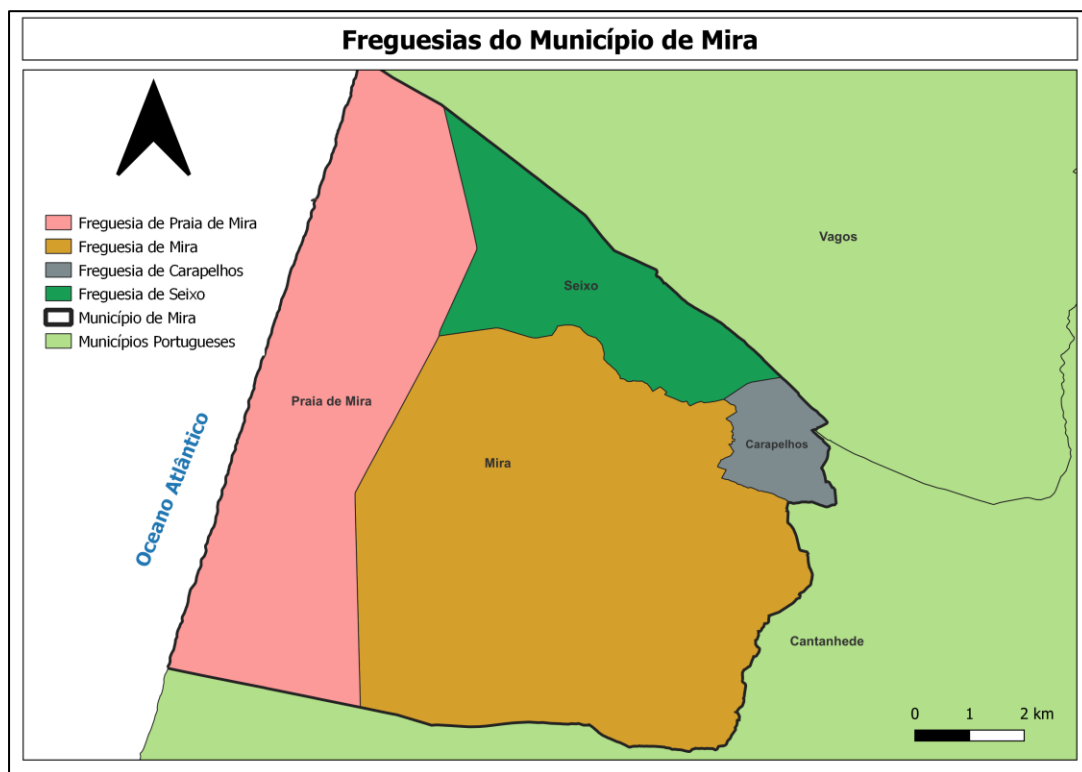 Freguesias do Município de Mira
Freguesia de Praia de Mira
Freguesia de Mira
Freguesia de Carapelhos
Freguesia de Seixo
Município de Mira
Municípios Portugueses
Vagos
Seixo
Praia de Mira
Oceano Atlântico
Mira
Carapelhos
Cantanhede
0 1 2 km